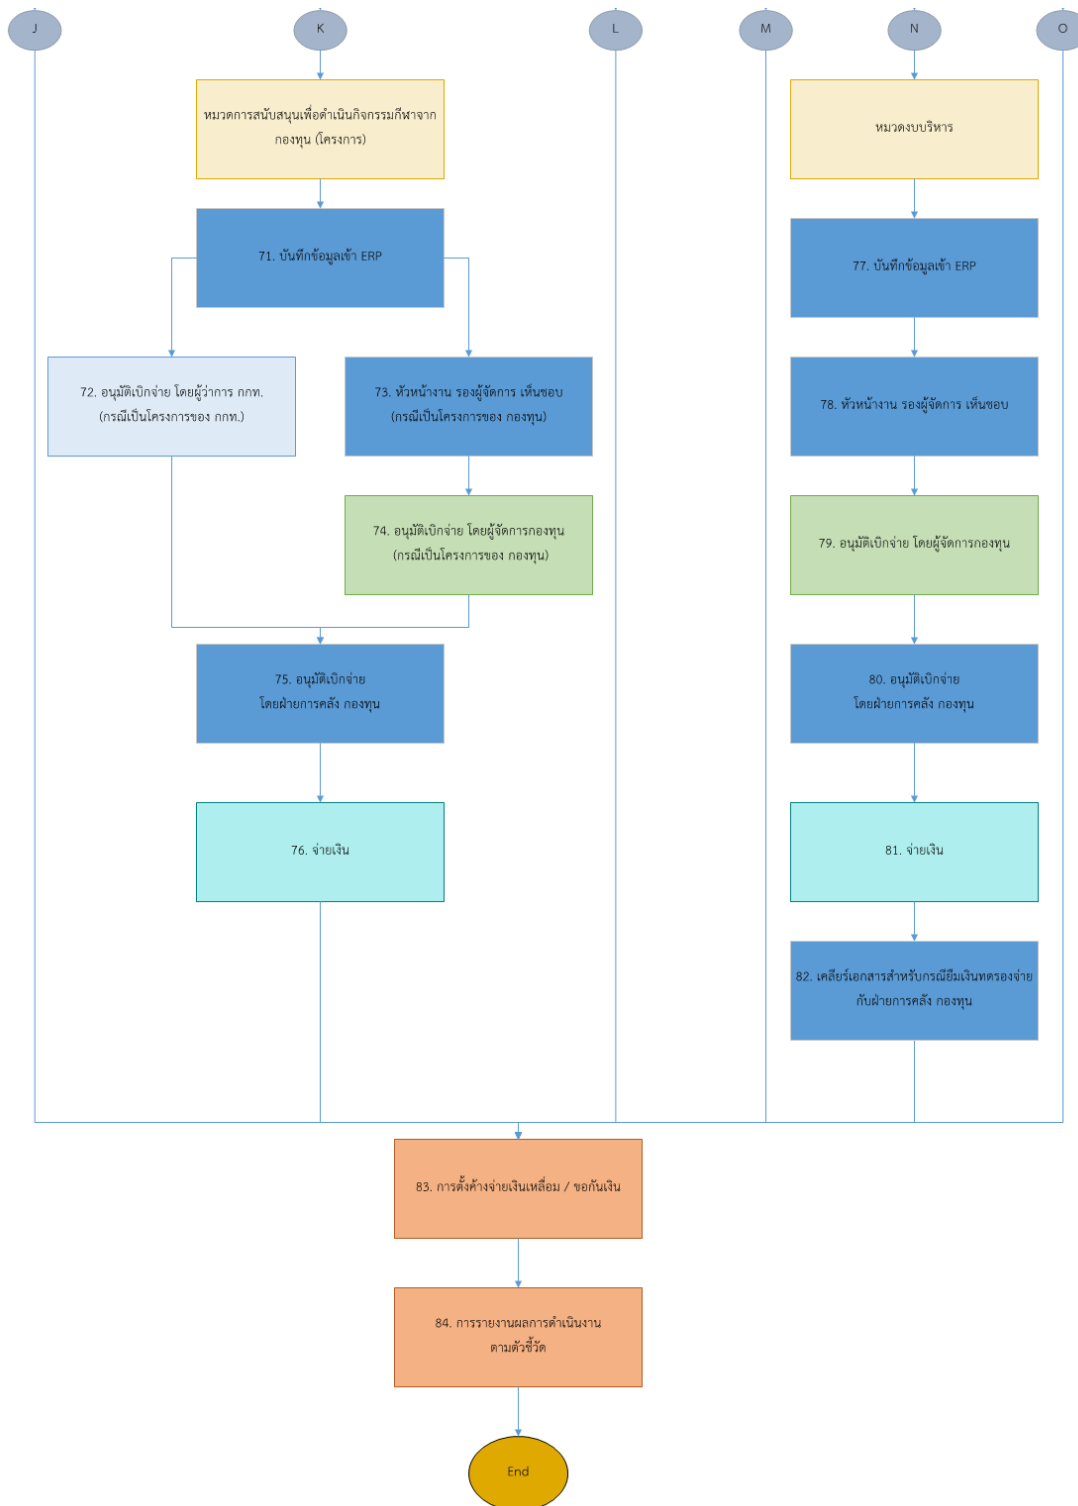 J
K
L
M
N
O
หมวดการสนับสนุนเพื่อดำเนินกิจกรรมกีฬาจาก
กองทุน (โครงการ)
หมวดงบบริหาร
71. บันทึกข้อมูลเข้า ERP
77. บันทึกข้อมูลเข้า ERP
72. อนุมัติเบิกจ่าย โดยผู้ว่าการ กกท.
(กรณีเป็นโครงการของ กกท.)
73. หัวหน้างาน รองผู้จัดการ เห็นชอบ
(กรณีเป็นโครงการของ กองทุน)
78. หัวหน้างาน รองผู้จัดการ เห็นชอบ
74. อนุมัติเบิกจ่าย โดยผู้จัดการกองทุน
(กรณีเป็นโครงการของ กองทุน)
79. อนุมัติเบิกจ่าย โดยผู้จัดการกองทุน
75. อนุมัติเบิกจ่าย
โดยฝ่ายการคลัง กองทุน
80. อนุมัติเบิกจ่าย
โดยฝ่ายการคลัง กองทุน
76. จ่ายเงิน
81. จ่ายเงิน
82. เคลียร์เอกสารสำหรับกรณียืมเงินทดรองจ่าย
กับฝ่ายการคลัง กองทุน
83. การตั้งค้างจ่ายเงินเหลื่อม / ขอกันเงิน
84. การรายงานผลการดำเนินงาน
ตามตัวชี้วัด
End